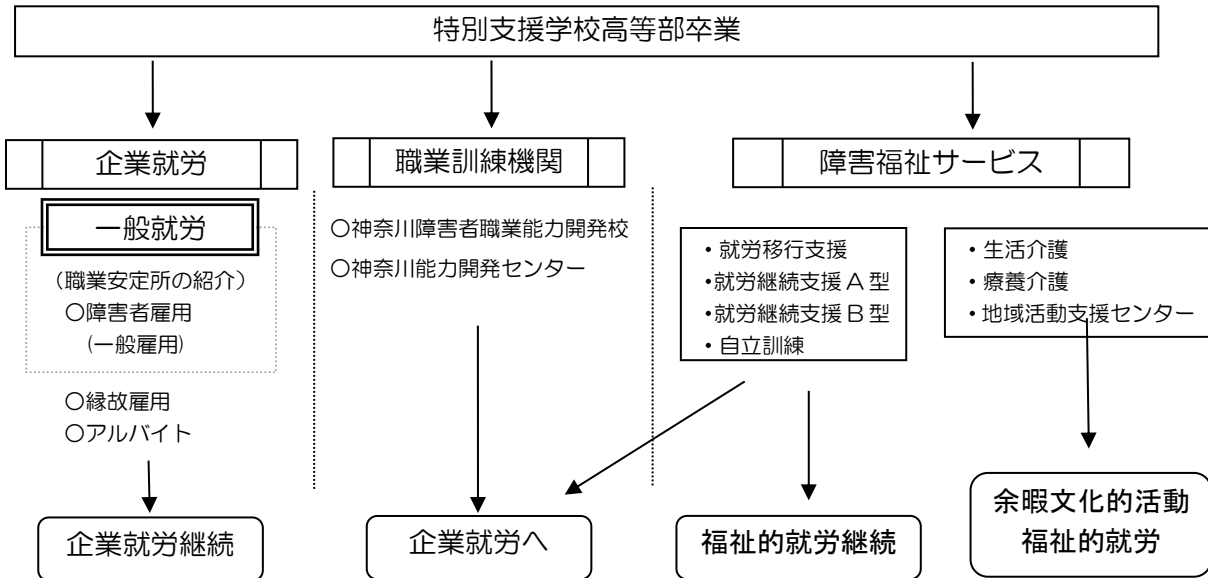 特別支援学校高等部卒業
企業就労
職業訓練機関
障害福祉サービス
一般就労
（職業安定所の紹介）
○障害者雇用
(一般雇用)
○縁故雇用
○アルバイト
○神奈川障害者職業能力開発校
○神奈川能力開発センター
・就労移行支援
・就労継続支援A型
・就労継続支援B型
・自立訓練
・生活介護
・療養介護
・地域活動支援センター
企業就労継続
企業就労へ
福祉的就労継続
余暇文化的活動
福祉的就労